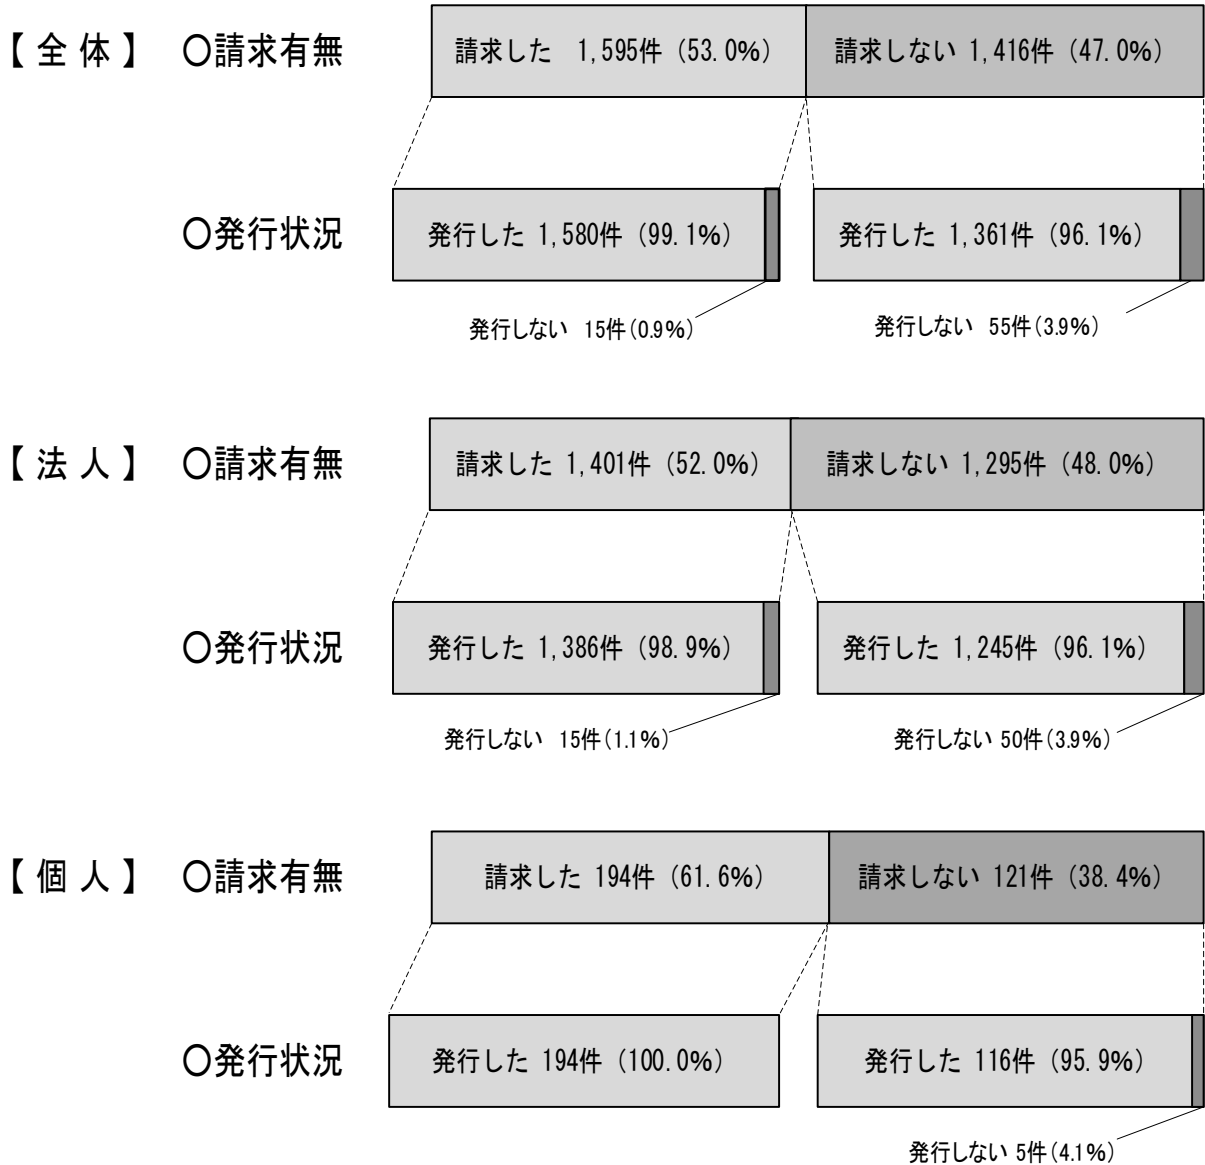 【全体】 〇請求有無 請求した 1,595件 (53.0%) 請求しない 1,416件 (47.0%)
〇発行状況 発行した 1,580件 (99.1%) 発行した 1,361件 (96.1%)
発行しない 15件(0.9%) 発行しない 55件(3.9%)
【法人】 〇請求有無 請求した 1,401件 (52.0%) 請求しない 1,295件 (48.0%)
〇発行状況 発行した 1,386件 (98.9%) 発行した 1,245件 (96.1%)
発行しない 15件(1.1%) 発行しない 50件(3.9%)
【個人】 〇請求有無 請求した 194件 (61.6%) 請求しない 121件 (38.4%)
〇発行状況 発行した 194件 (100.0%) 発行した 116件 (95.9%)
発行しない 5件(4.1%)